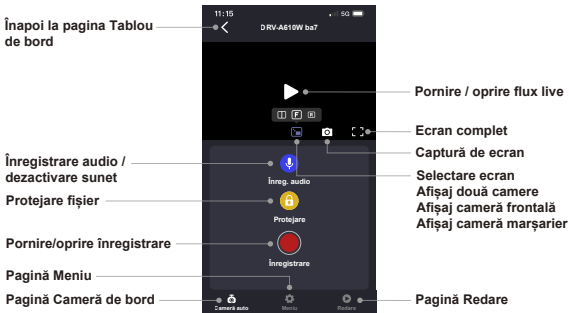 Înapoi la pagina Tablou
de bord
11:15
5G
DRV-A610W ba7
Pornire / oprire flux live
F
R
Ecran complet
Captură de ecran
Selectare ecran
Afișaj două camere
Afișaj cameră frontală
Afișaj cameră marșarier
Înregistrare audio /
dezactivare sunet
Înreg. audio
Protejare fișier
Protejare
Pornire/oprire înregistrare
Înregistrare
Pagină Meniu
Pagină Cameră de bord
Cameră auto
Meniu
Redare
Pagină Redare